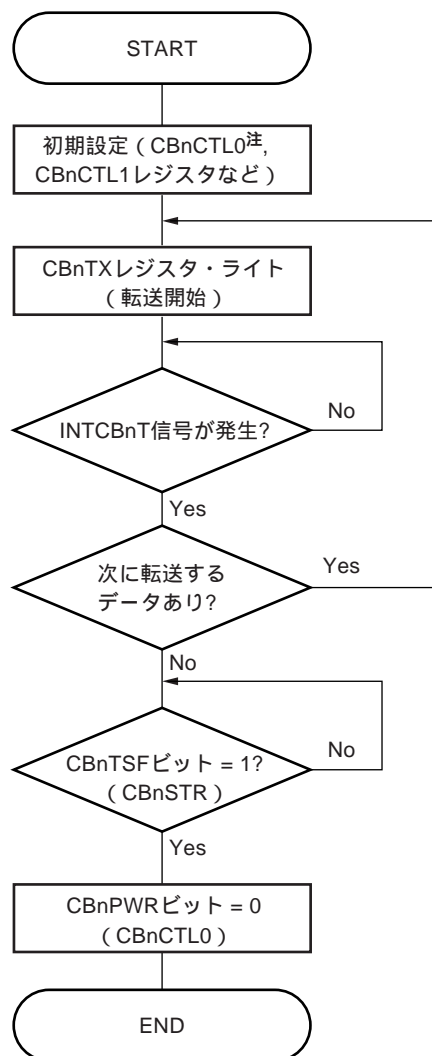 START
初期設定（CBnCTL0注,
CBnCTL1レジスタなど）
CBnTXレジスタ・ライト
（転送開始）
INTCBnT信号が発生?
No
Yes
次に転送する
データあり?
Yes
No
CBnTSFビット = 1?
（CBnSTR）
No
Yes
CBnPWRビット = 0
（CBnCTL0）
END